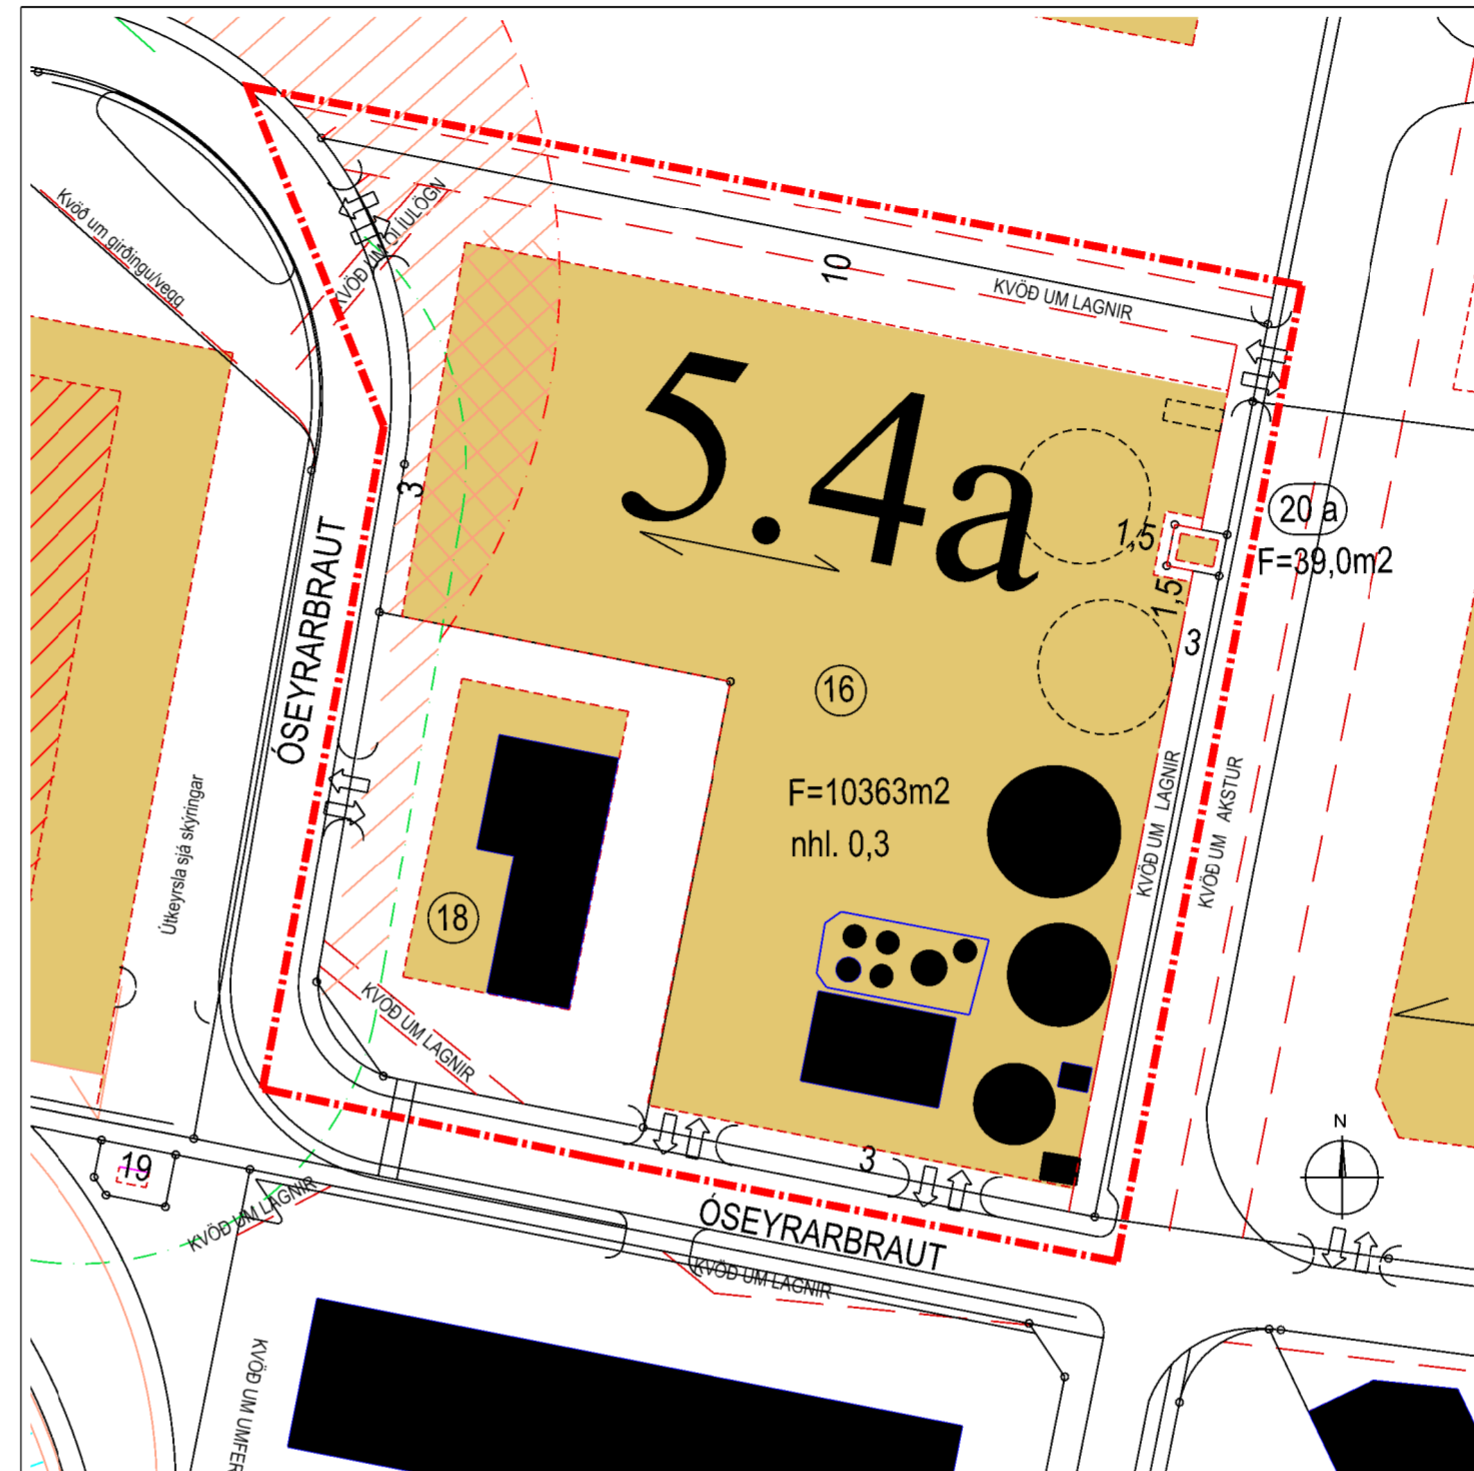 Kvöð um girðingu/vegg
KVÖÐ UM OLÍULÖGN
10
KVÖÐ UM LAGNIR
5.4a
3
1,5
20 a
F=39,0m2
1,5
3
ÓSEYRARBRAUT
16
F=10363m2
nhl. 0,3
KVÖÐ UM LAGNIR
KVÖÐ UM AKSTUR
Útkeyrsla sjá skýringar
18
KVÖÐ UM LAGNIR
N
19
3
KVÖÐ UM LAGNIR
ÓSEYRARBRAUT
KVÖÐ UM LAGNIR
KVÖÐ UM UMFER